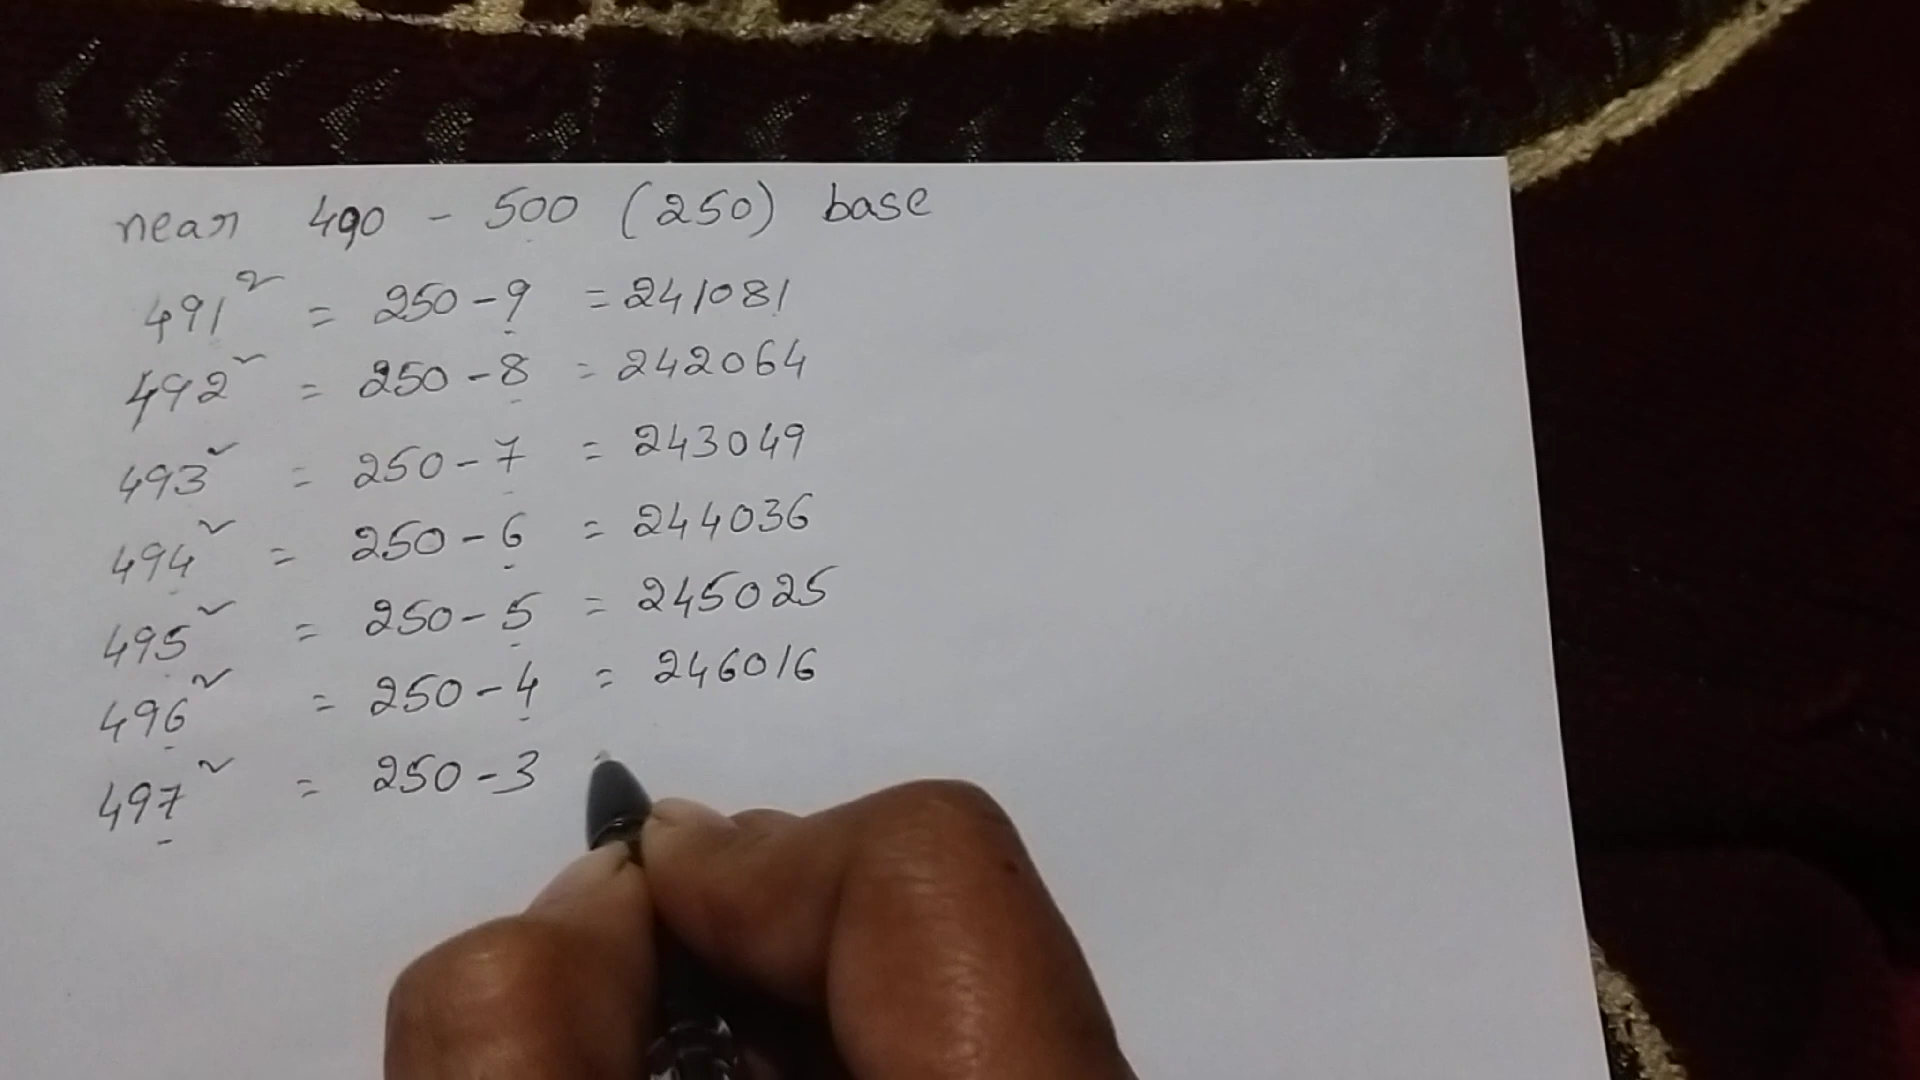 near 490 - 500 (250) base
491² = 250 - 9 = 241081
492² = 250 - 8 = 242064
493² = 250 - 7 = 243049
494² = 250 - 6 = 244036
495² = 250 - 5 = 245025
496² = 250 - 4 = 246016
497² = 250 - 3